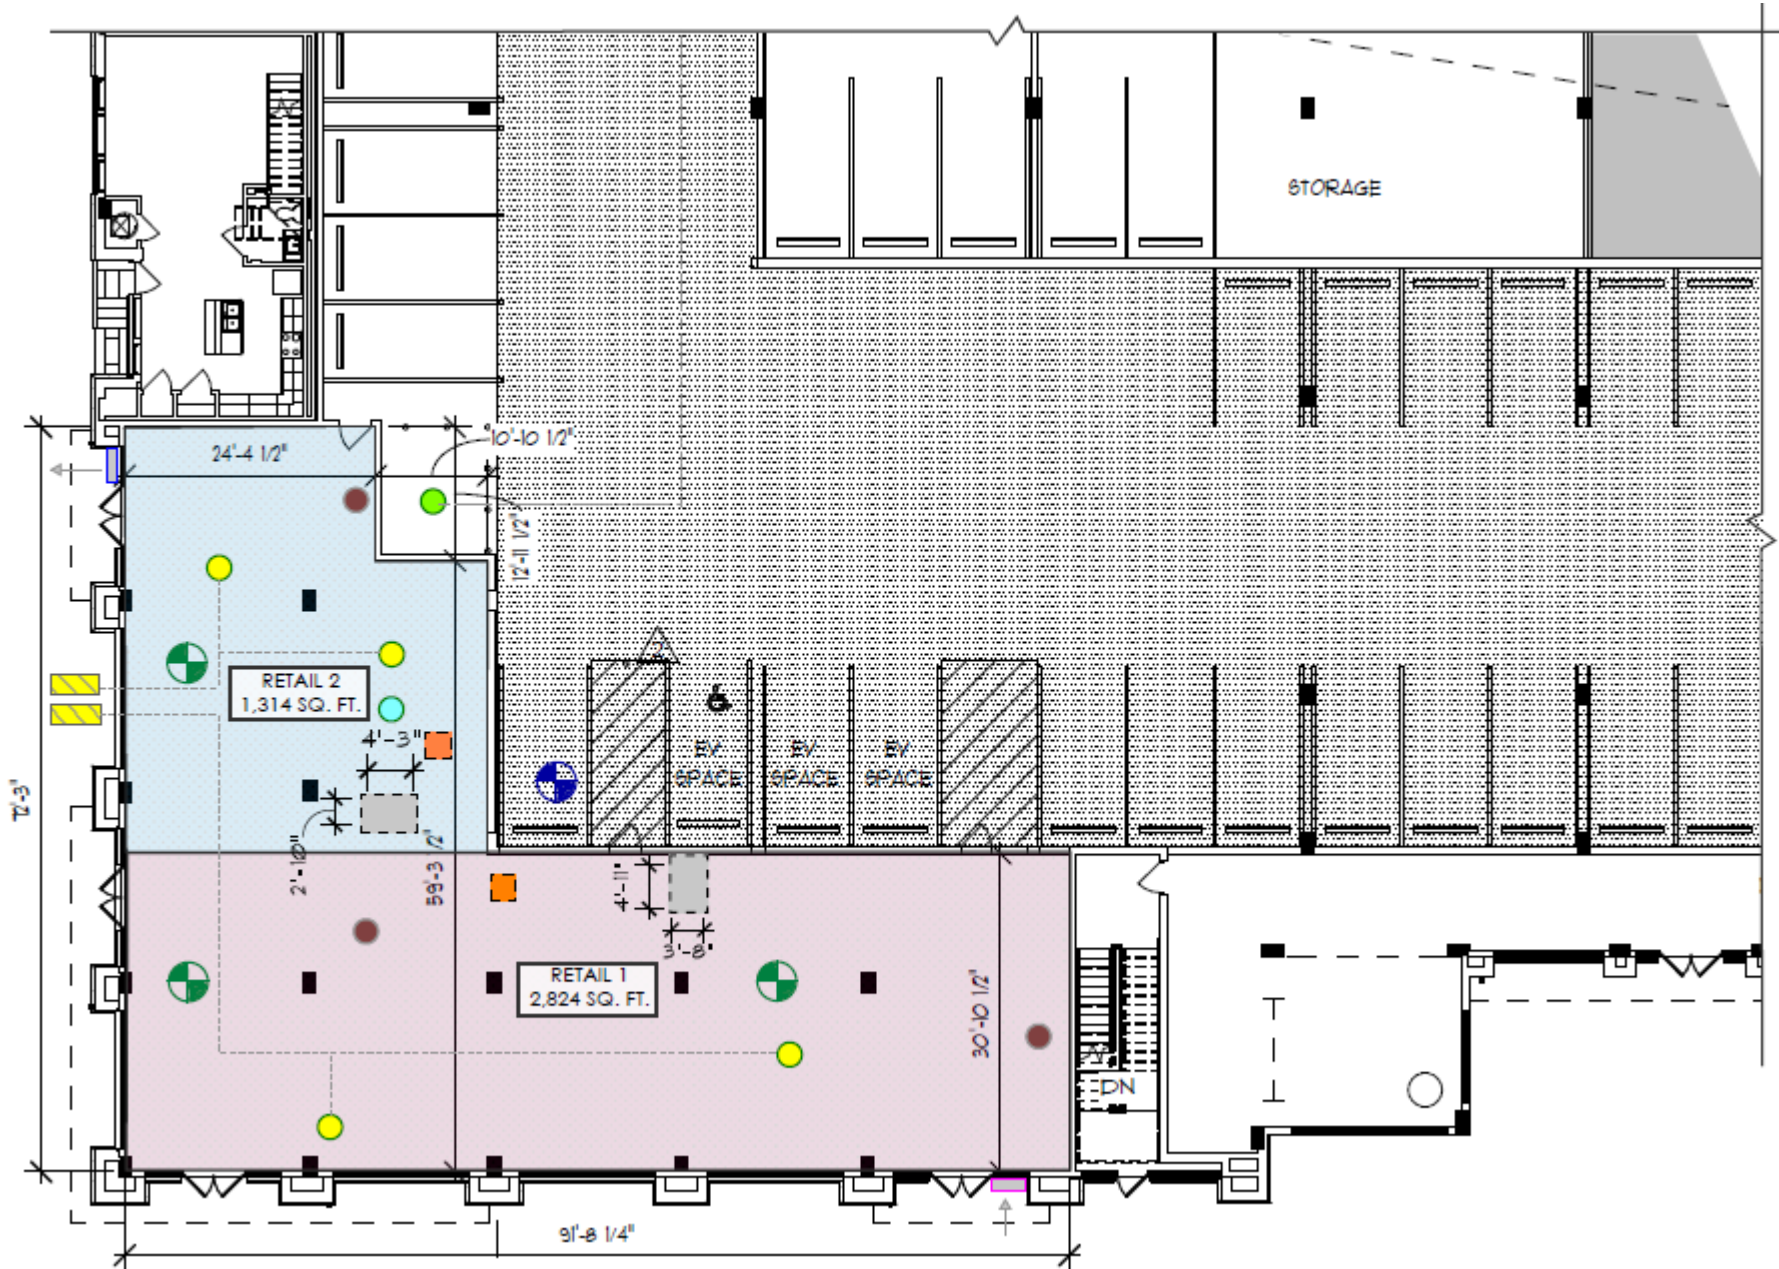 STORAGE
24'-4 1/2"
10'-10 1/2"
12'-11 1/2"
2
RETAIL 2
1,314 SQ. FT.
4'-3"
EV
SPACE
EV
SPACE
EV
SPACE
72'-3"
2'-10"
59'-3 1/2"
4'-11"
3'-8"
RETAIL 1
2,824 SQ. FT.
30'-10 1/2"
DN
91'-8 1/4"